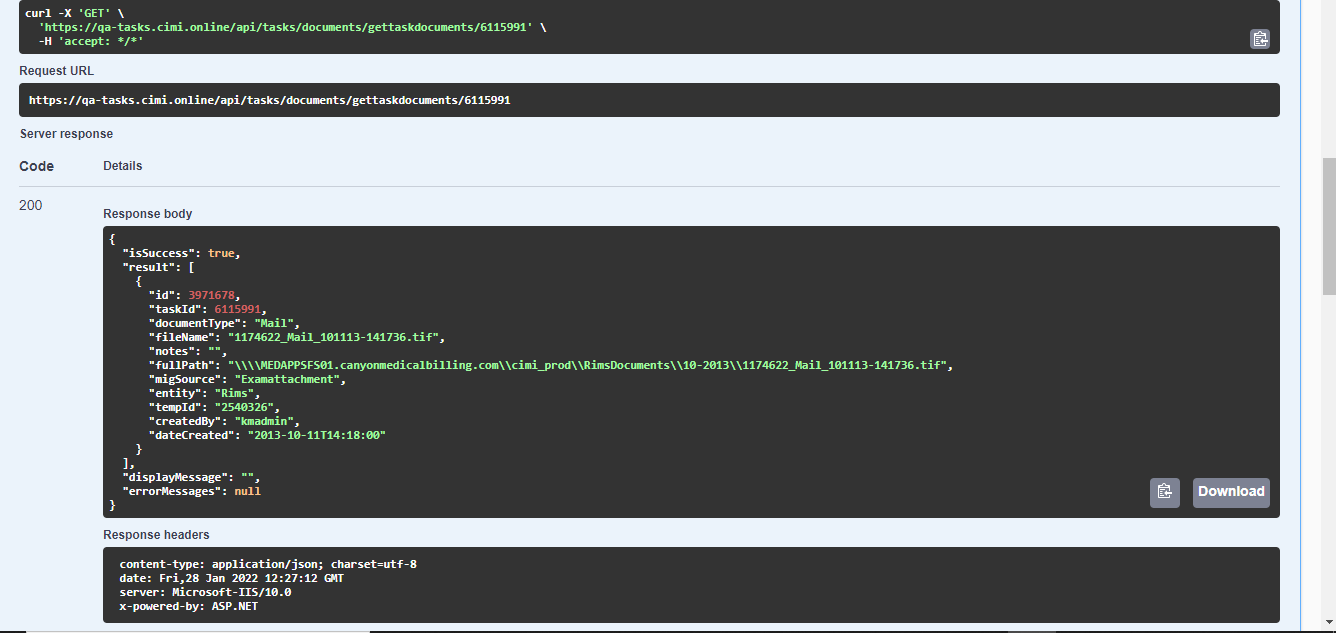 curl -X 'GET' \
  'https://qa-tasks.cimi.online/api/tasks/documents/gettaskdocuments/6115991' \
  -H 'accept: */*'
Request URL
https://qa-tasks.cimi.online/api/tasks/documents/gettaskdocuments/6115991
Server response
Code Details
200
Response body
{
  "isSuccess": true,
  "result": [
    {
      "id": 3971678,
      "taskId": 6115991,
      "documentType": "Mail",
      "fileName": "1174622_Mail_101113-141736.tif",
      "notes": "",
      "fullPath": "\\\\MEDAPPSFS01.canyonmedicalbilling.com\\cimi_prod\\RimsDocuments\\10-2013\\1174622_Mail_101113-141736.tif",
      "migSource": "Examattachment",
      "entity": "Rims",
      "tempId": "2540326",
      "createdBy": "kmadmin",
      "dateCreated": "2013-10-11T14:18:00"
    }
  ],
  "displayMessage": "",
  "errorMessages": null
}
Download
Response headers
content-type: application/json; charset=utf-8
date: Fri,28 Jan 2022 12:27:12 GMT
server: Microsoft-IIS/10.0
x-powered-by: ASP.NET